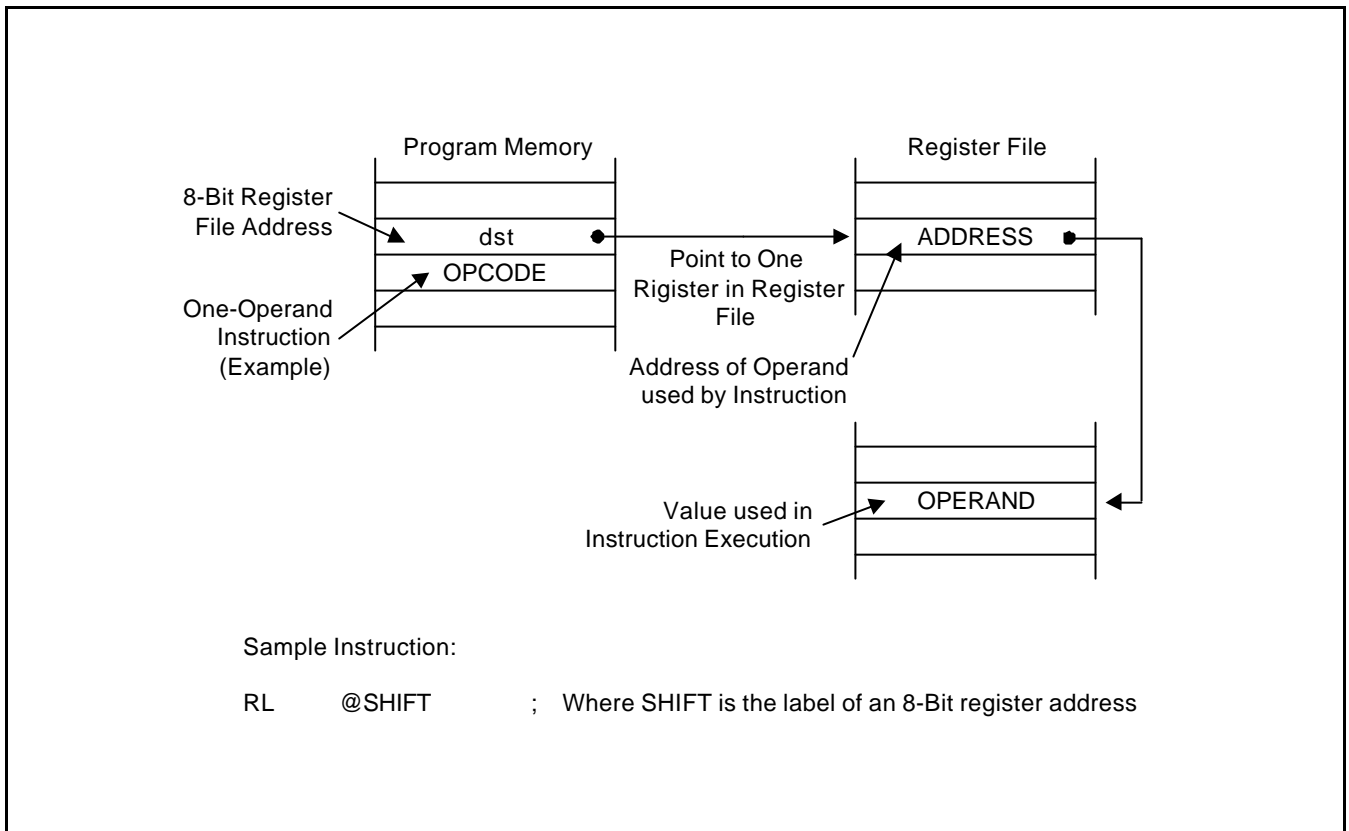 Program Memory
Register File
8-Bit Register
File Address
dst
ADDRESS
OPCODE
Point to One
Rigister in Register
File
One-Operand
Instruction
(Example)
Address of Operand
used by Instruction
OPERAND
Value used in
Instruction Execution
Sample Instruction:
RL @SHIFT ; Where SHIFT is the label of an 8-Bit register address